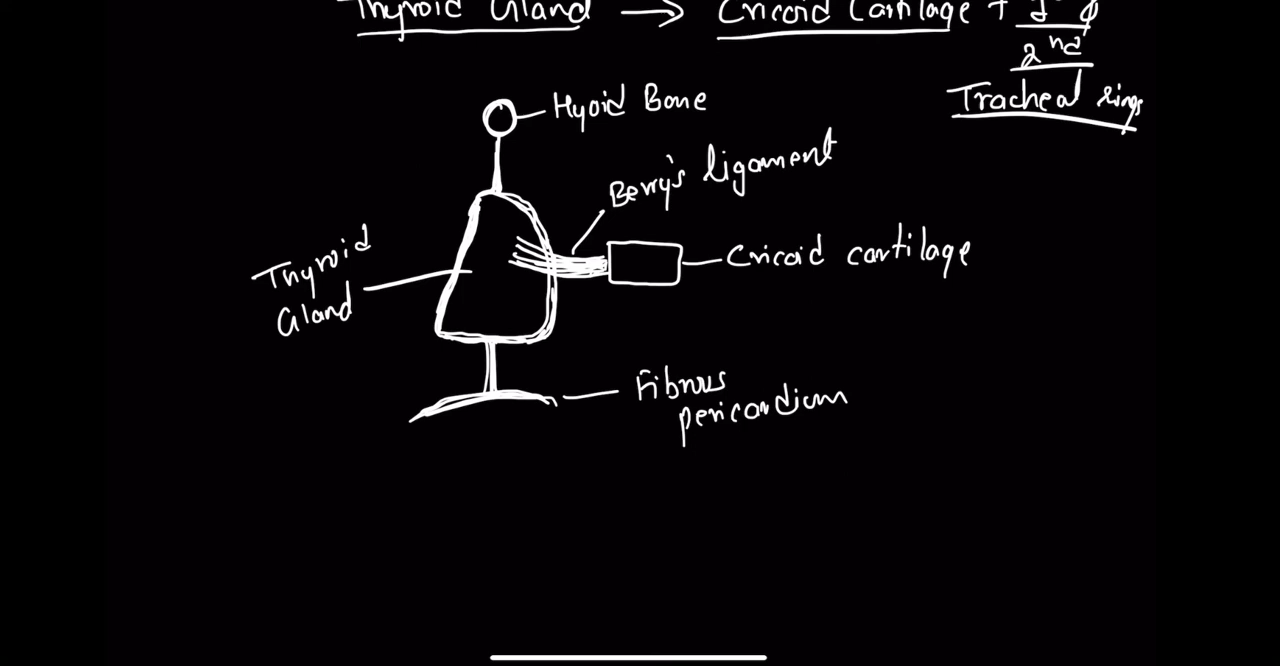 Thyroid Gland → Cricoid Cartilage +
2nd
Tracheal rings
Hyoid Bone
Berry's ligament
Thyroid
Gland
Cricoid cartilage
Fibrous
pericardium